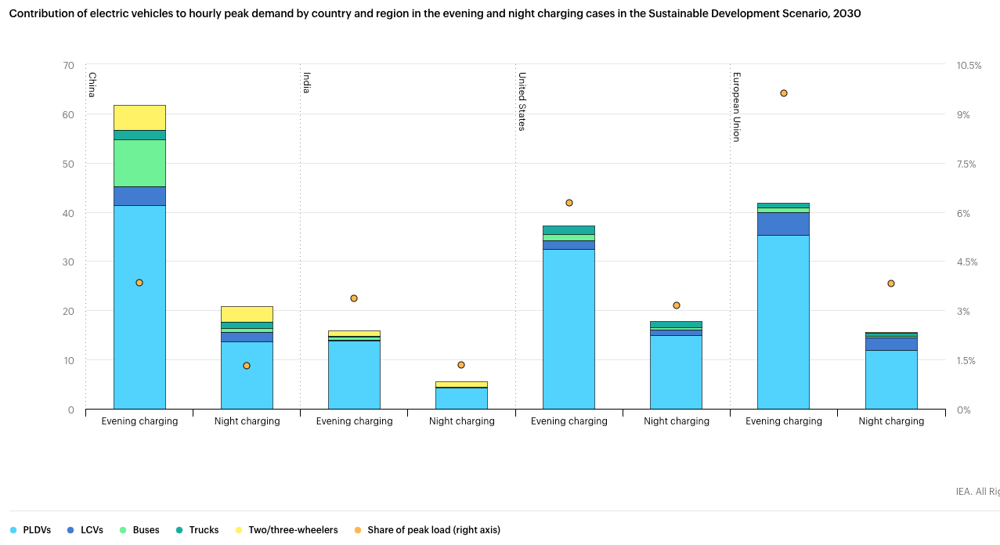 Contribution of electric vehicles to hourly peak demand by country and region in the evening and night charging cases in the Sustainable Development Scenario, 2030
70
60
50
40
30
20
10
0
China
India
United States
European Union
10.5%
9%
7.5%
6%
4.5%
3%
1.5%
0%
Evening charging Night charging Evening charging Night charging Evening charging Night charging Evening charging Night charging
IEA. All Rig
PLDVs LCVs Buses Trucks Two/three-wheelers Share of peak load (right axis)